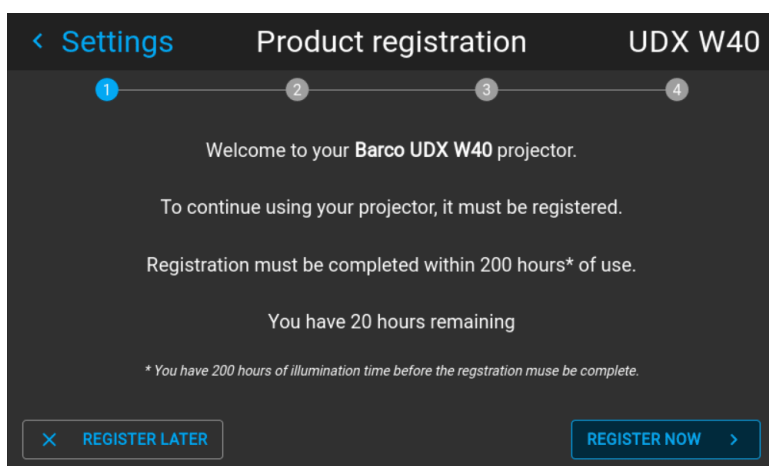 Settings Product registration UDX W40
1 2 3 4
Welcome to your Barco UDX W40 projector.
To continue using your projector, it must be registered.
Registration must be completed within 200 hours* of use.
You have 20 hours remaining
* You have 200 hours of illumination time before the regstration muse be complete.
REGISTER LATER REGISTER NOW